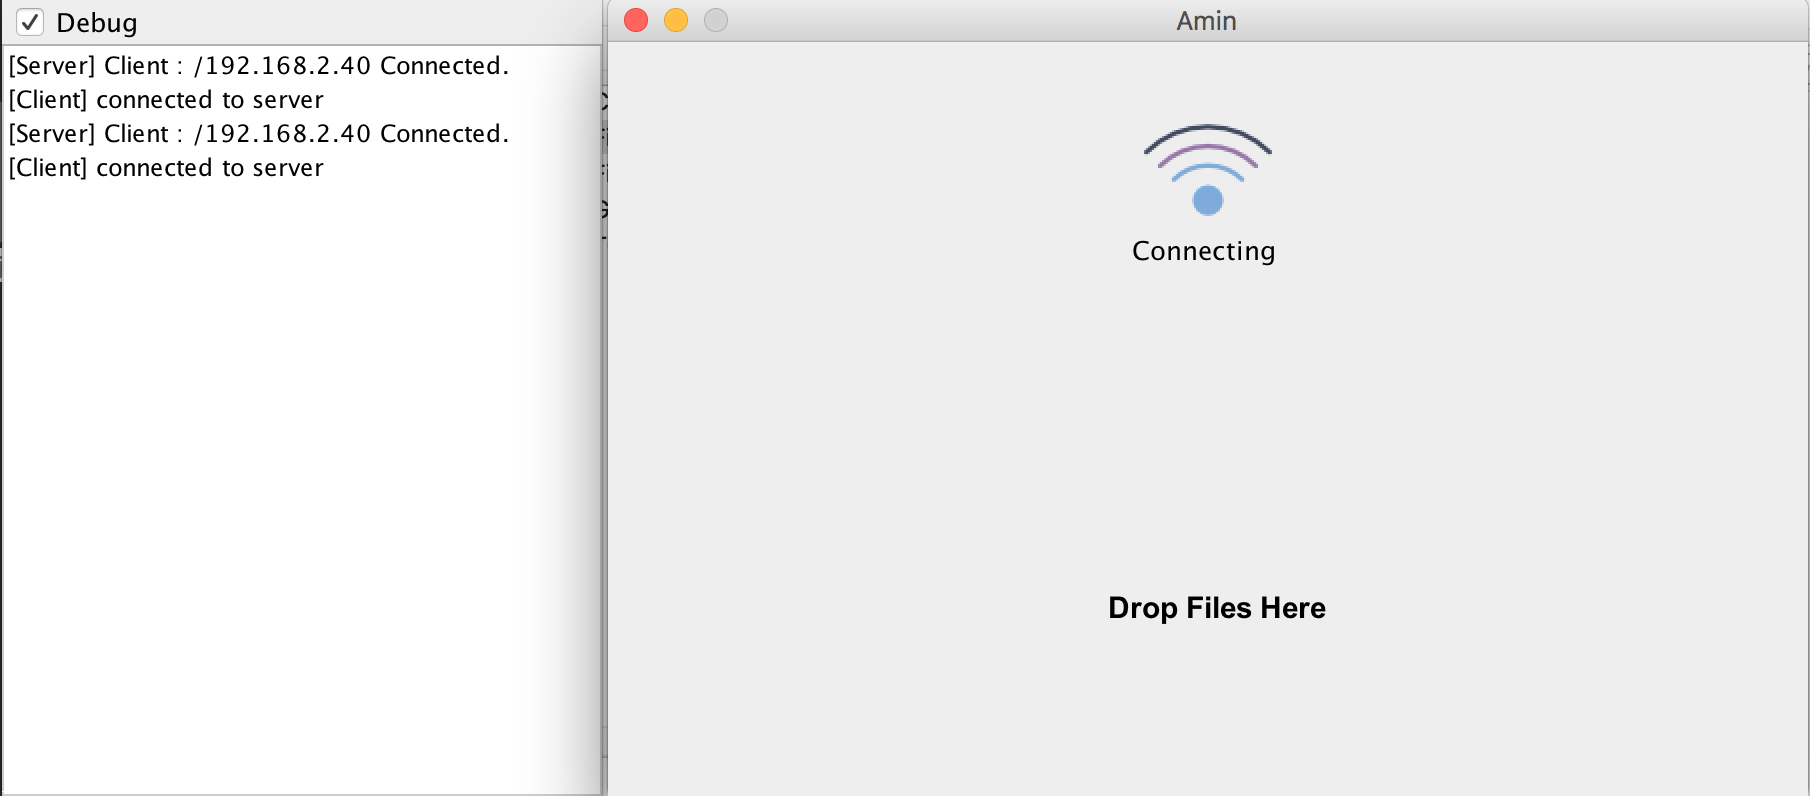 Debug
[Server] Client : /192.168.2.40 Connected.
[Client] connected to server
[Server] Client : /192.168.2.40 Connected.
[Client] connected to server
Amin
Connecting
Drop Files Here